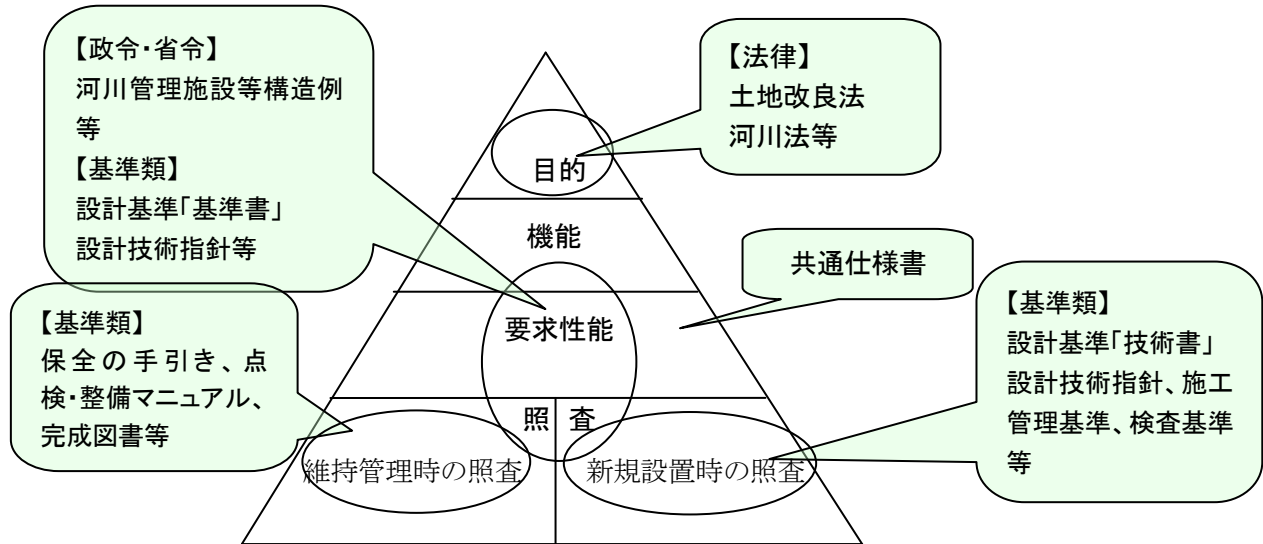 【政令・省令】
河川管理施設等構造例
等
【基準類】
設計基準「基準書」
設計技術指針等
【法律】
土地改良法
河川法等
目的
機能
共通仕様書
要求性能
【基準類】
保全の手引き、点
検・整備マニュアル、
完成図書等
【基準類】
設計基準「技術書」
設計技術指針、施工
管理基準、検査基準
等
照 査
維持管理時の照査
新規設置時の照査